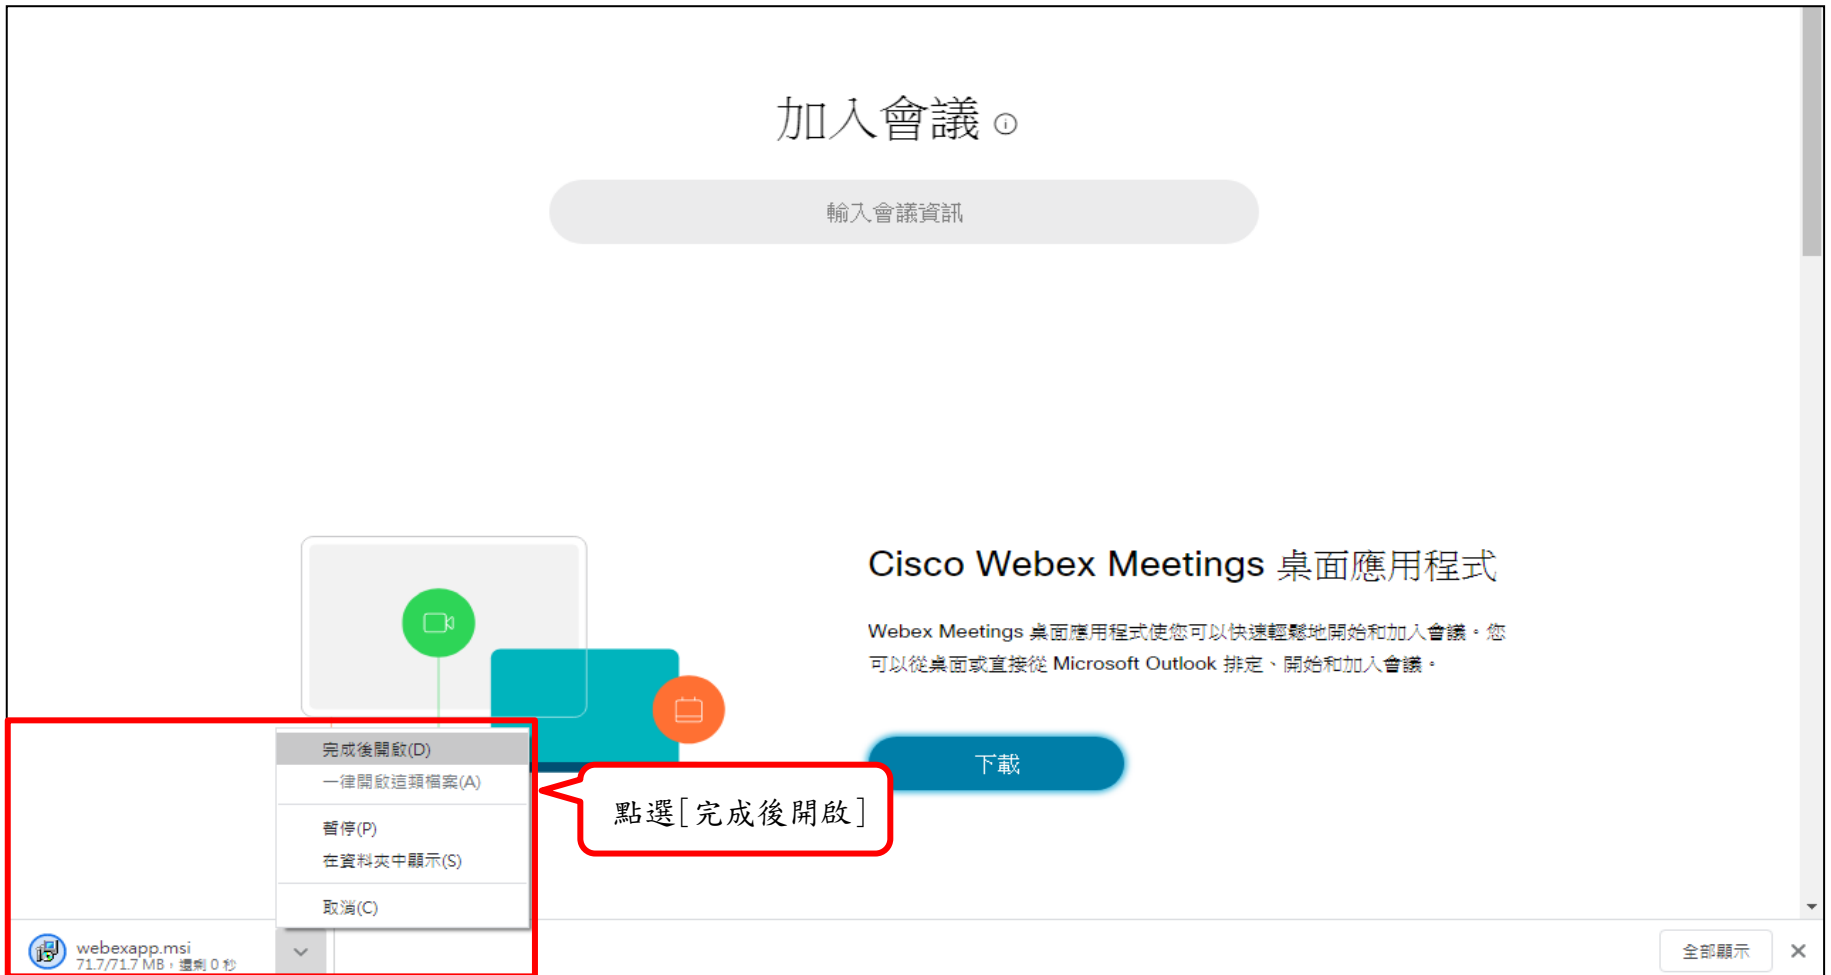 加入會議
輸入會議資訊
Cisco Webex Meetings 桌面應用程式
Webex Meetings 桌面應用程式使您可以快速輕鬆地開始和加入會議。您
可以從桌面或直接從 Microsoft Outlook 排定、開始和加入會議。
下載
完成後開啟(D)
一律開啟這類檔案(A)
暫停(P)
在資料夾中顯示(S)
取消(C)
點選[完成後開啟]
webexapp.msi
71.7/71.7 MB，還剩 0 秒
全部顯示